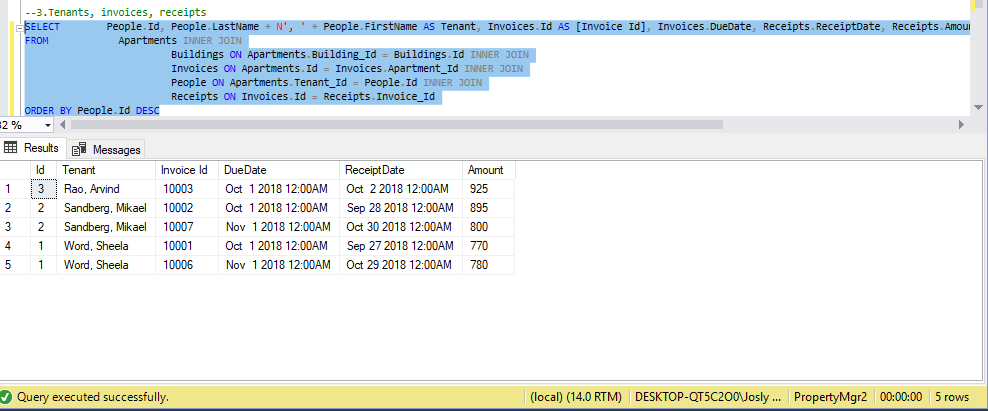 --3.Tenants, invoices, receipts
SELECT People.Id, People.LastName + N', ' + People.FirstName AS Tenant, Invoices.Id AS [Invoice Id], Invoices.DueDate, Receipts.ReceiptDate, Receipts.Amou
FROM Apartments INNER JOIN
Buildings ON Apartments.Building_Id = Buildings.Id INNER JOIN
Invoices ON Apartments.Id = Invoices.Apartment_Id INNER JOIN
People ON Apartments.Tenant_Id = People.Id INNER JOIN
Receipts ON Invoices.Id = Receipts.Invoice_Id
ORDER BY People.Id DESC
32 %
Results Messages
Id Tenant Invoice Id DueDate ReceiptDate Amount
1 3 Rao, Arvind 10003 Oct 1 2018 12:00AM Oct 2 2018 12:00AM 925
2 2 Sandberg, Mikael 10002 Oct 1 2018 12:00AM Sep 28 2018 12:00AM 895
3 2 Sandberg, Mikael 10007 Nov 1 2018 12:00AM Oct 30 2018 12:00AM 800
4 1 Word, Sheela 10001 Oct 1 2018 12:00AM Sep 27 2018 12:00AM 770
5 1 Word, Sheela 10006 Nov 1 2018 12:00AM Oct 29 2018 12:00AM 780
Query executed successfully. (local) (14.0 RTM) DESKTOP-QT5C2O0\Josly ... PropertyMgr2 00:00:00 5 rows